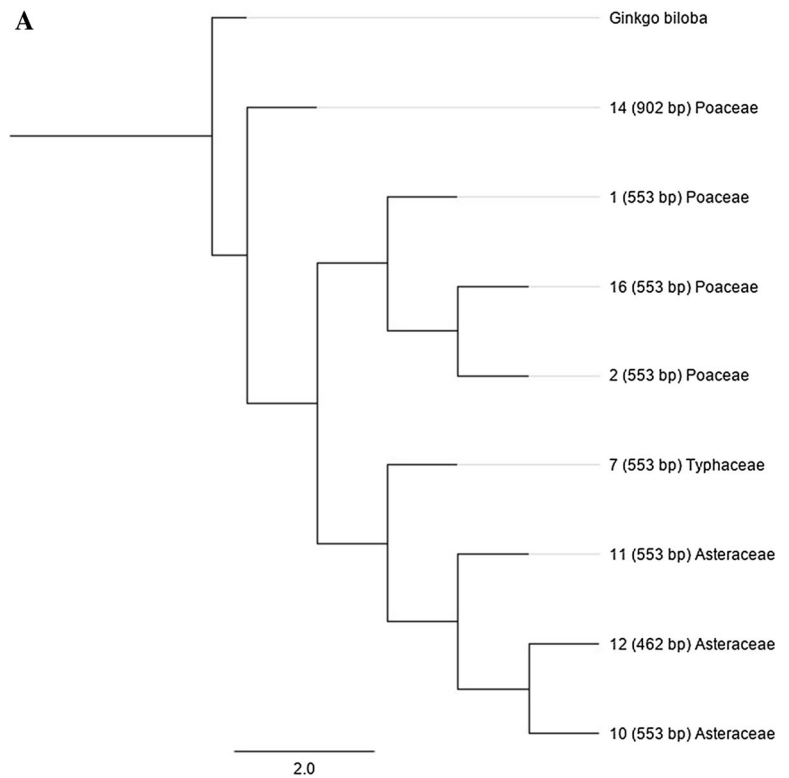 A
Ginkgo biloba
14 (902 bp) Poaceae
1 (553 bp) Poaceae
16 (553 bp) Poaceae
2 (553 bp) Poaceae
7 (553 bp) Typhaceae
11 (553 bp) Asteraceae
12 (462 bp) Asteraceae
10 (553 bp) Asteraceae
2.0